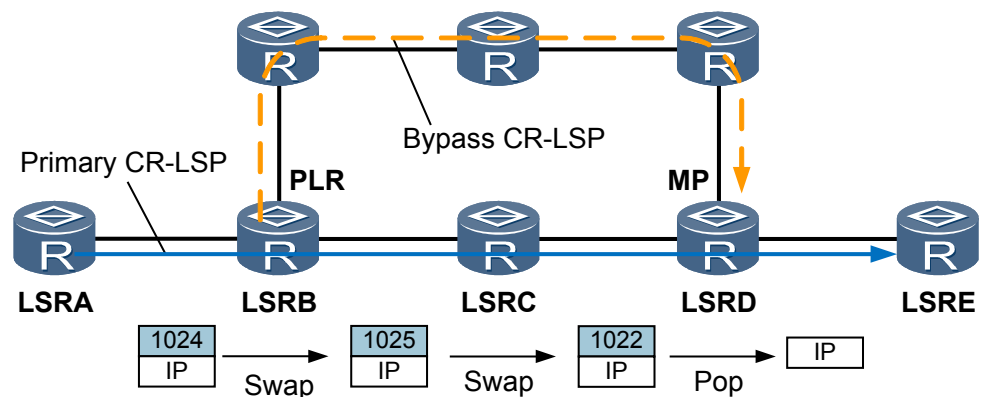 R
R
R
Bypass CR-LSP
Primary CR-LSP
PLR
MP
R
R
R
R
R
LSRA
LSRB
LSRC
LSRD
LSRE
1024
IP
Swap
1025
IP
Swap
1022
IP
Pop
IP